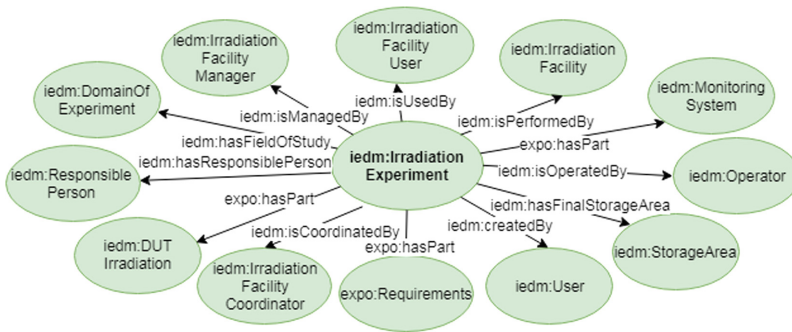 iedm:Irradiation
Facility
User
iedm:Irradiation
Facility
Manager
iedm:Irradiation
Facility
iedm:DomainOf
Experiment
iedm:Monitoring
System
iedm:isManagedBy
iedm:isUsedBy
iedm:isPerformedBy
iedm:hasFieldOfStudy
expo:hasPart
iedm:hasResponsiblePerson
iedm:Irradiation
Experiment
iedm:isOperatedBy
iedm:Responsible
Person
iedm:Operator
expo:hasPart
iedm:hasFinalStorageArea
iedm:isCoordinatedBy
iedm:createdBy
expo:hasPart
iedm:DUT
Irradiation
iedm:StorageArea
iedm:Irradiation
Facility
Coordinator
expo:Requirements
iedm:User